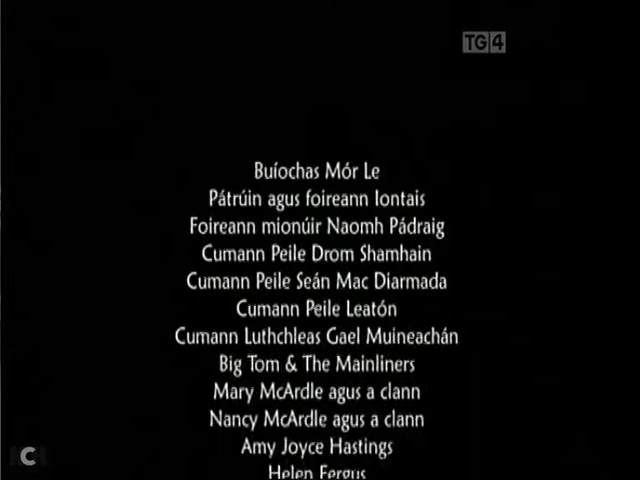 TG4
Buíochas Mór Le
Pátrúin agus foireann Iontais
Foireann mionúir Naomh Pádraig
Cumann Peile Drom Shamhain
Cumann Peile Seán Mac Diarmada
Cumann Peile Leatón
Cumann Luthchleas Gael Muineachán
Big Tom & The Mainliners
Mary McArdle agus a clann
Nancy McArdle agus a clann
Amy Joyce Hastings
Helen Fergus
C